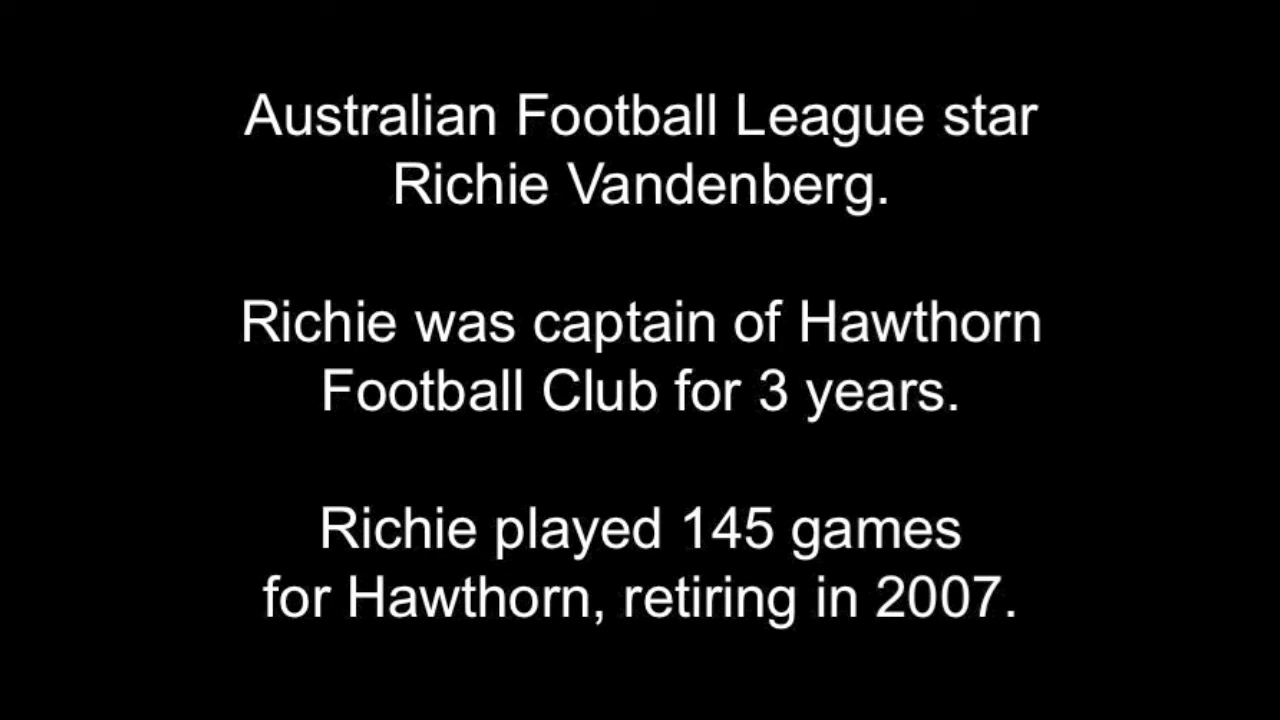 Australian Football League star
Richie Vandenberg.
Richie was captain of Hawthorn
Football Club for 3 years.
Richie played 145 games
for Hawthorn, retiring in 2007.